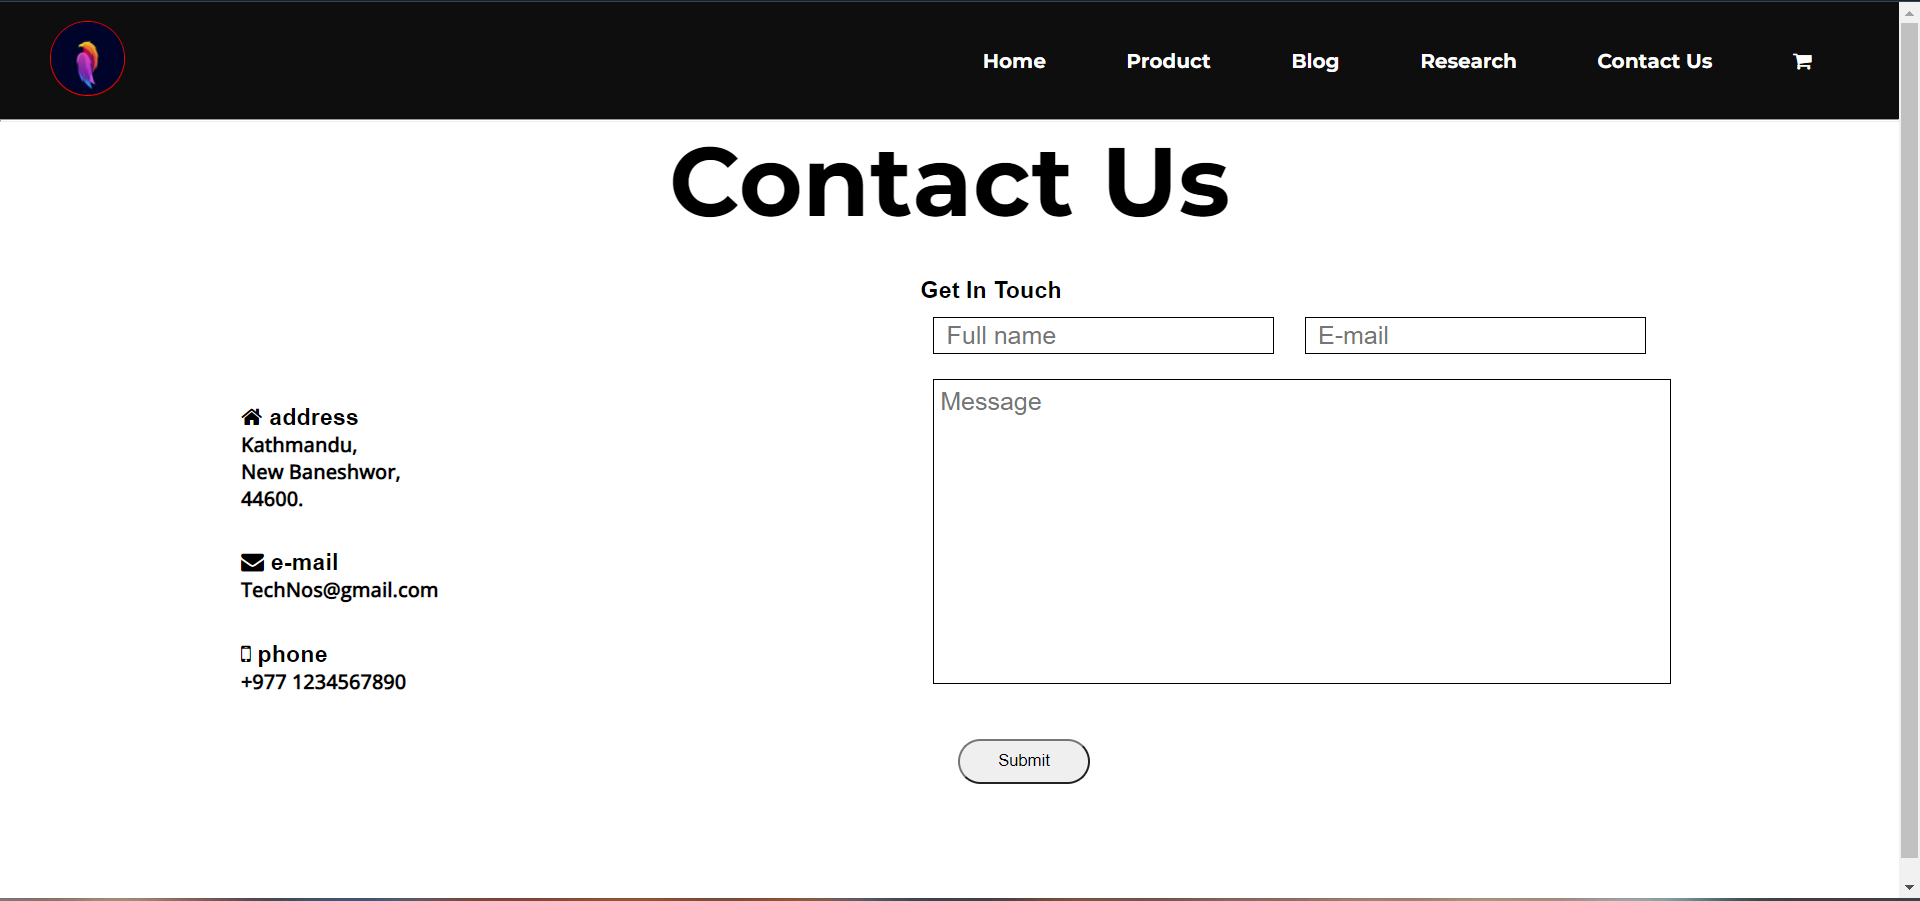 Home Product Blog Research Contact Us
Contact Us
Get In Touch
Full name E-mail
Message
address
Kathmandu,
New Baneshwor,
44600.
e-mail
TechNos@gmail.com
phone
+977 1234567890
Submit